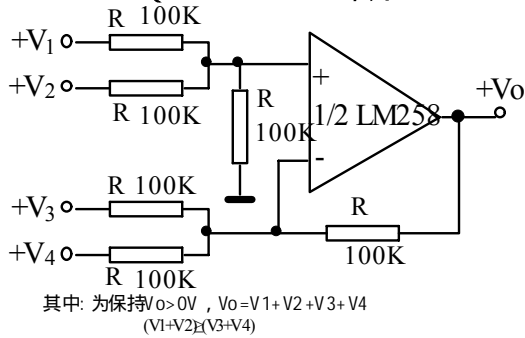 R 100K
+V1
+V2
R 100K
R
100K
+
1/2 LM258
-
+Vo
R 100K
+V3
+V4
R 100K
R
100K
其中: 为保持Vo>0V , Vo=V1+V2+V3+V4
(V1+V2)≥(V3+V4)